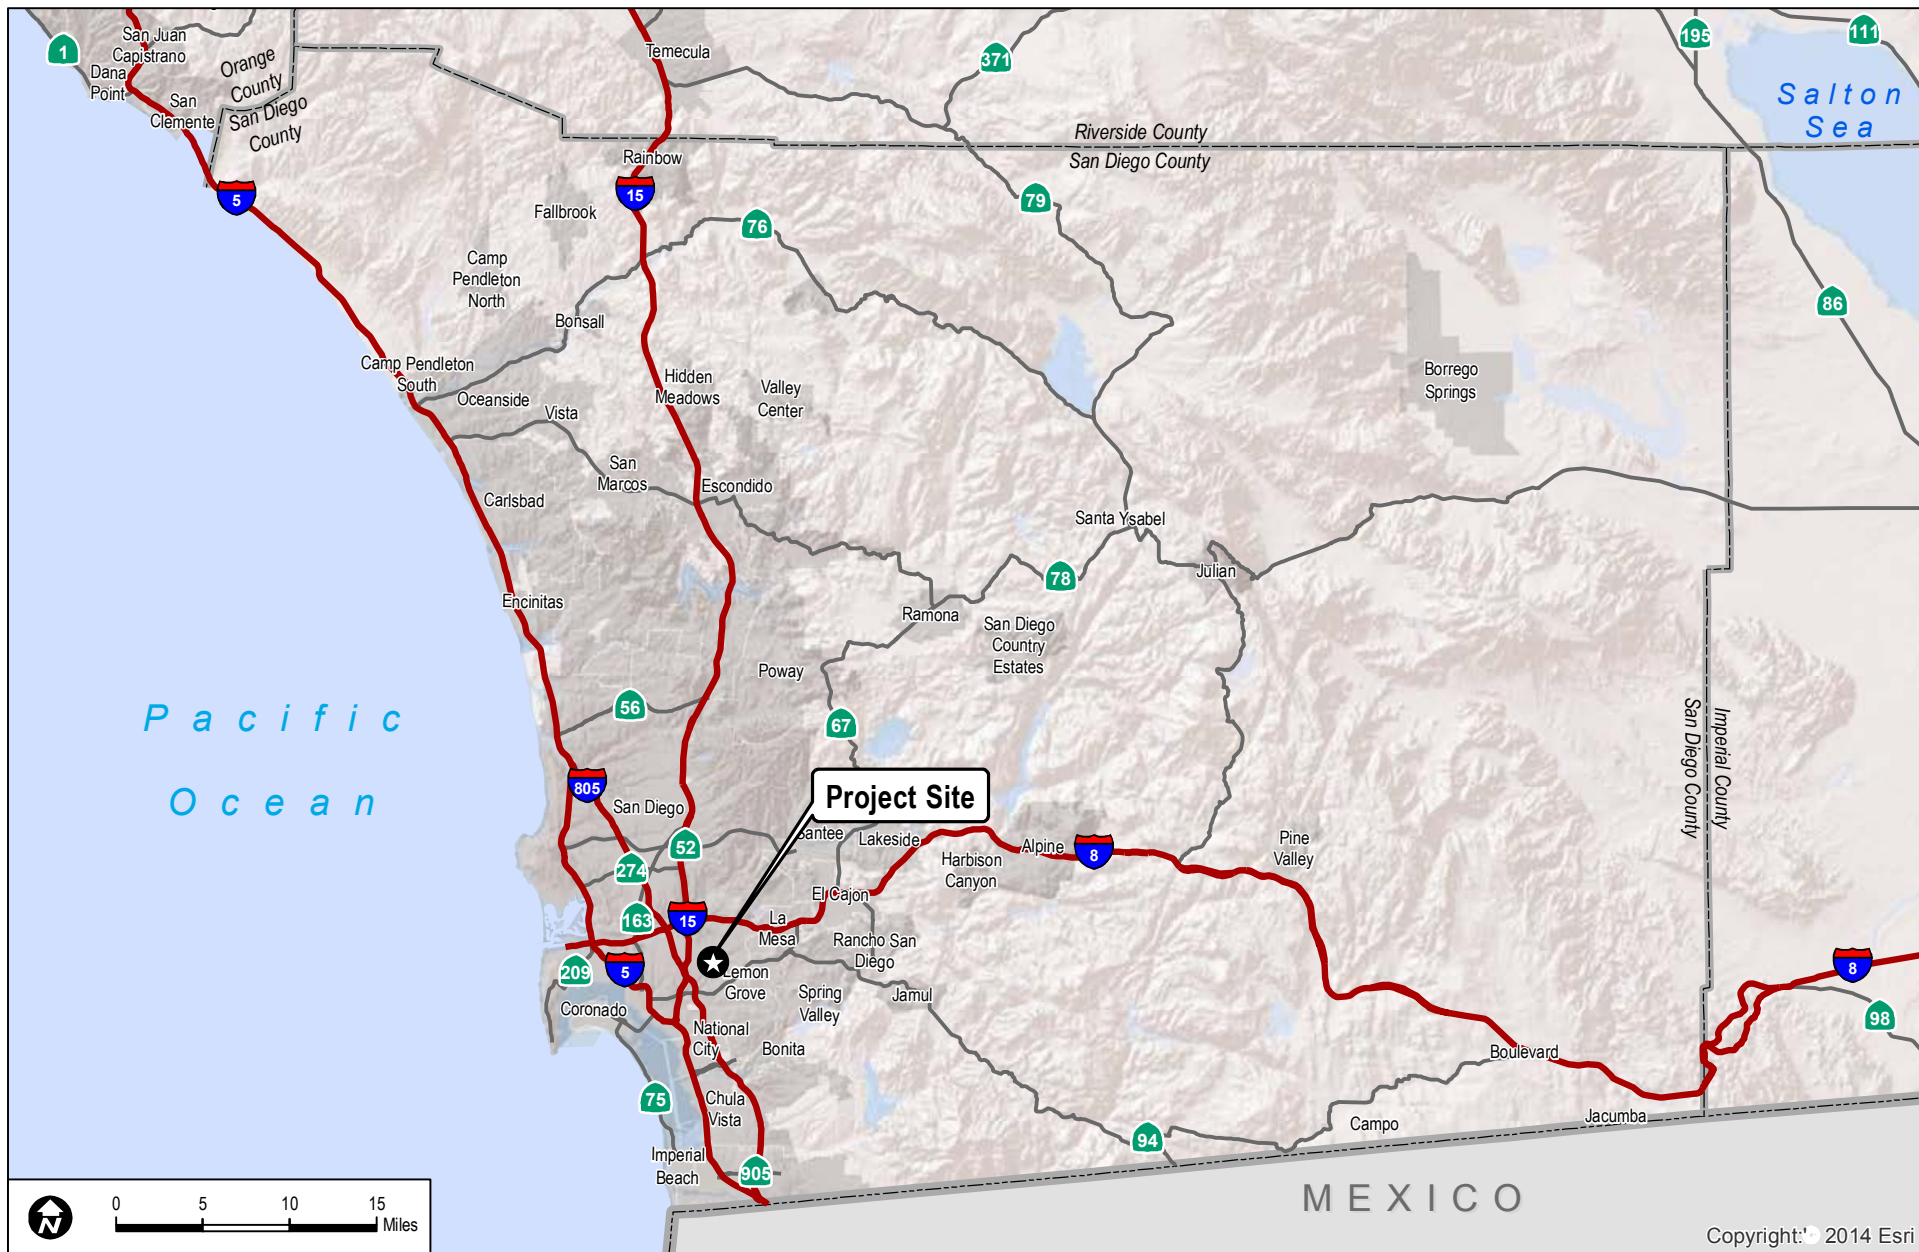 San Juan
Capistrano
1
Dana
Point
San
Clemente
Orange
County
San Diego
County
Temecula
371
195
111
Salton
Sea
Riverside County
San Diego County
Rainbow
5
15
Fallbrook
76
79
Camp
Pendleton
North
86
Bonsall
Camp Pendleton
South
Oceanside
Vista
Hidden
Meadows
Valley
Center
Borrego
Springs
San
Marcos
Escondido
Carlsbad
Santa Ysabel
78
Julian
Encinitas
Ramona
San Diego
Country
Estates
Poway
56
67
Pacific
Ocean
San Diego County
Imperial County
805
San Diego
Project Site
52
Santee
Lakeside
Alpine
8
Pine
Valley
Harbison
Canyon
274
El Cajon
163
15
La
Mesa
Rancho San
Diego
209
5
Lemon
Grove
8
Coronado
Spring
Valley
Jamul
98
National
City
Bonita
Boulevard
75
Chula
Vista
94
Campo
Jacumba
Imperial
Beach
905
MEXICO
N
0 5 10 15
Miles
Copyright: © 2014 Esri